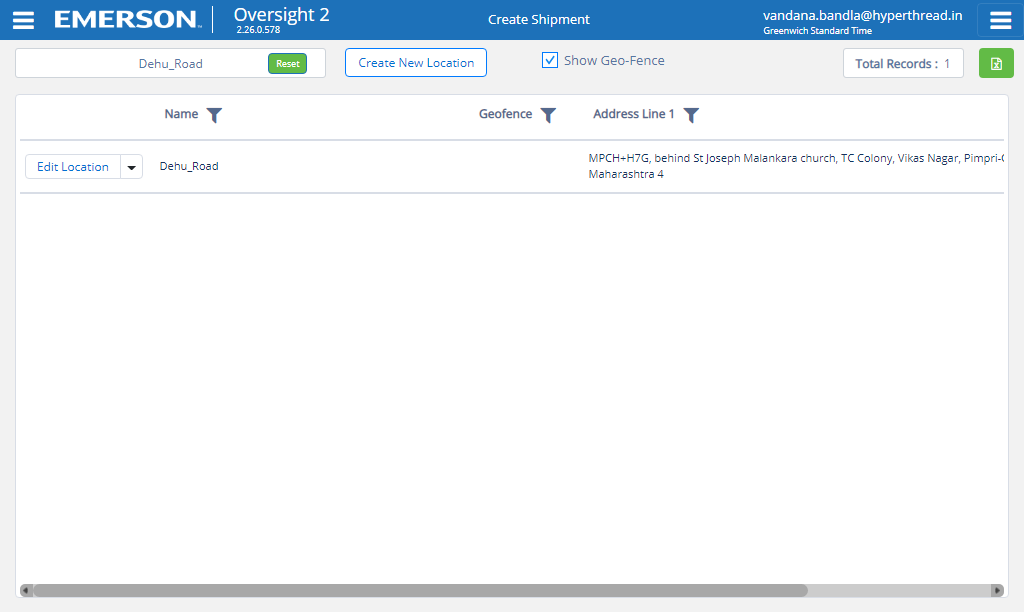 EMERSON
Oversight 2
2.26.0.578
Create Shipment
vandana.bandla@hyperthread.in
Greenwich Standard Time
Dehu_Road
Reset
Create New Location
Show Geo-Fence
Total Records : 1
Name
Geofence
Address Line 1
Edit Location
Dehu_Road
MPCH+H7G, behind St Joseph Malankara church, TC Colony, Vikas Nagar, Pimpri-
Maharashtra 4